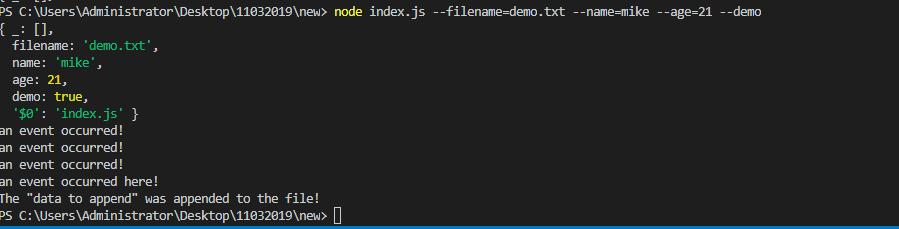 PS C:\Users\Administrator\Desktop\11032019\new> node index.js --filename=demo.txt --name=mike --age=21 --demo
{ _: [],
filename: 'demo.txt',
name: 'mike',
age: 21,
demo: true,
'$0': 'index.js' }
an event occurred!
an event occurred!
an event occurred!
an event occurred here!
The "data to append" was appended to the file!
PS C:\Users\Administrator\Desktop\11032019\new>